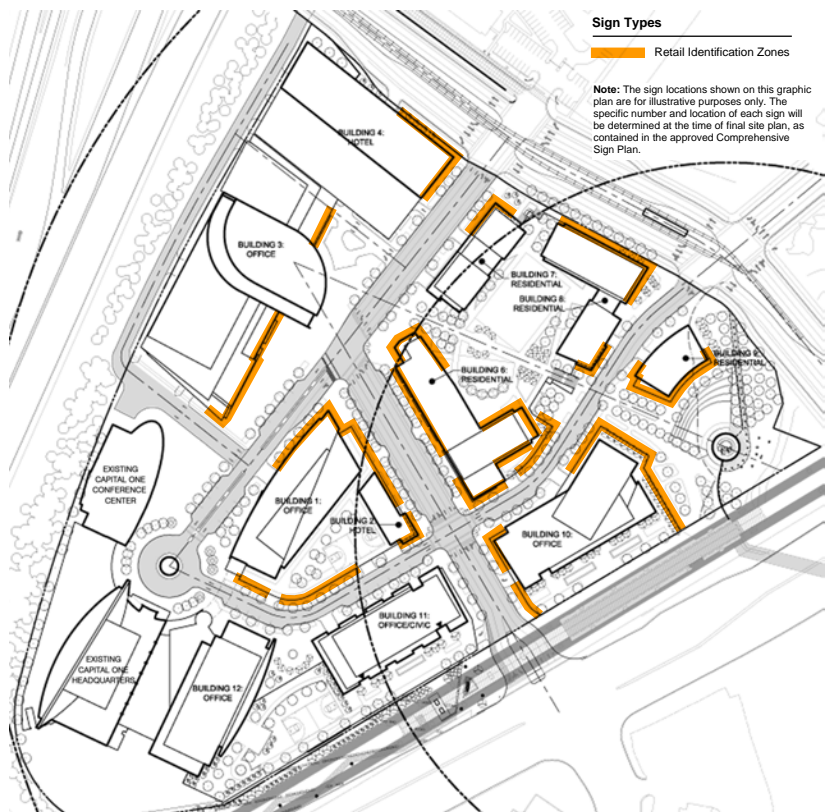 Sign Types
Retail Identification Zones
Note: The sign locations shown on this graphic
plan are for illustrative purposes only. The
specific number and location of each sign will
be determined at the time of final site plan, as
contained in the approved Comprehensive
Sign Plan.
BUILDING 4:
HOTEL
BUILDING 3:
OFFICE
BUILDING 7:
RESIDENTIAL
BUILDING 8:
RESIDENTIAL
BUILDING 9:
RESIDENTIAL
BUILDING 6:
RESIDENTIAL
EXISTING
CAPITAL ONE
CONFERENCE
CENTER
BUILDING 1:
OFFICE
BUILDING 2:
HOTEL
BUILDING 10:
OFFICE
BUILDING 11:
OFFICE/CIVIC
EXISTING
CAPITAL ONE
HEADQUARTERS
BUILDING 12:
OFFICE